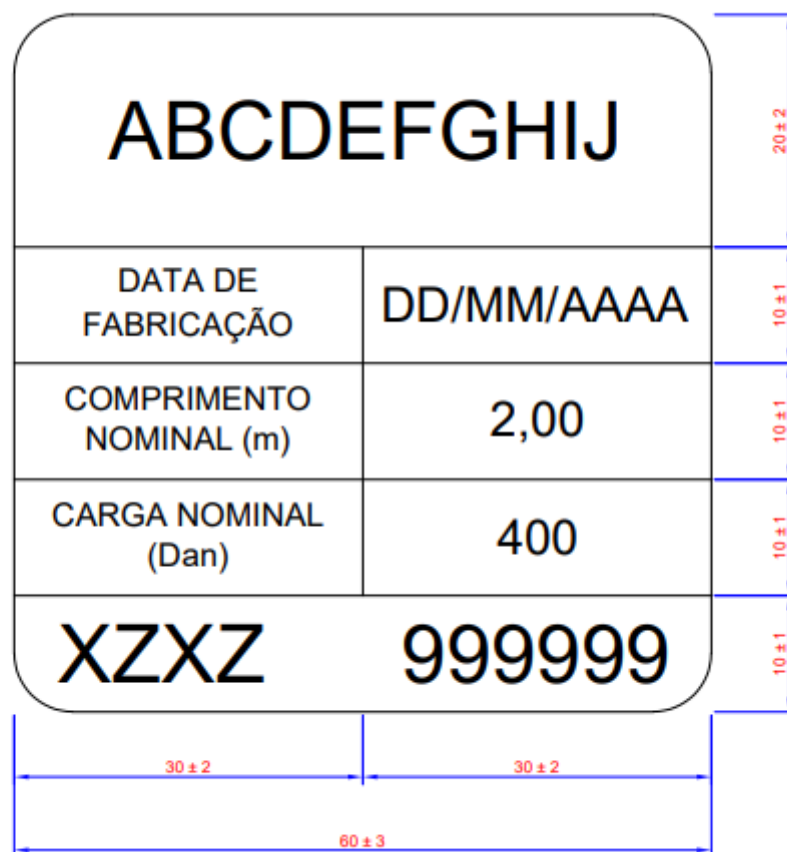 ABCDEFGHIJ
20 ± 2
DATA DE
FABRICAÇÃO
DD/MM/AAAA
10 ± 1
COMPRIMENTO
NOMINAL (m)
2,00
10 ± 1
CARGA NOMINAL
(Dan)
400
10 ± 1
XZXZ 999999
10 ± 1
30 ± 2 30 ± 2
60 ± 3